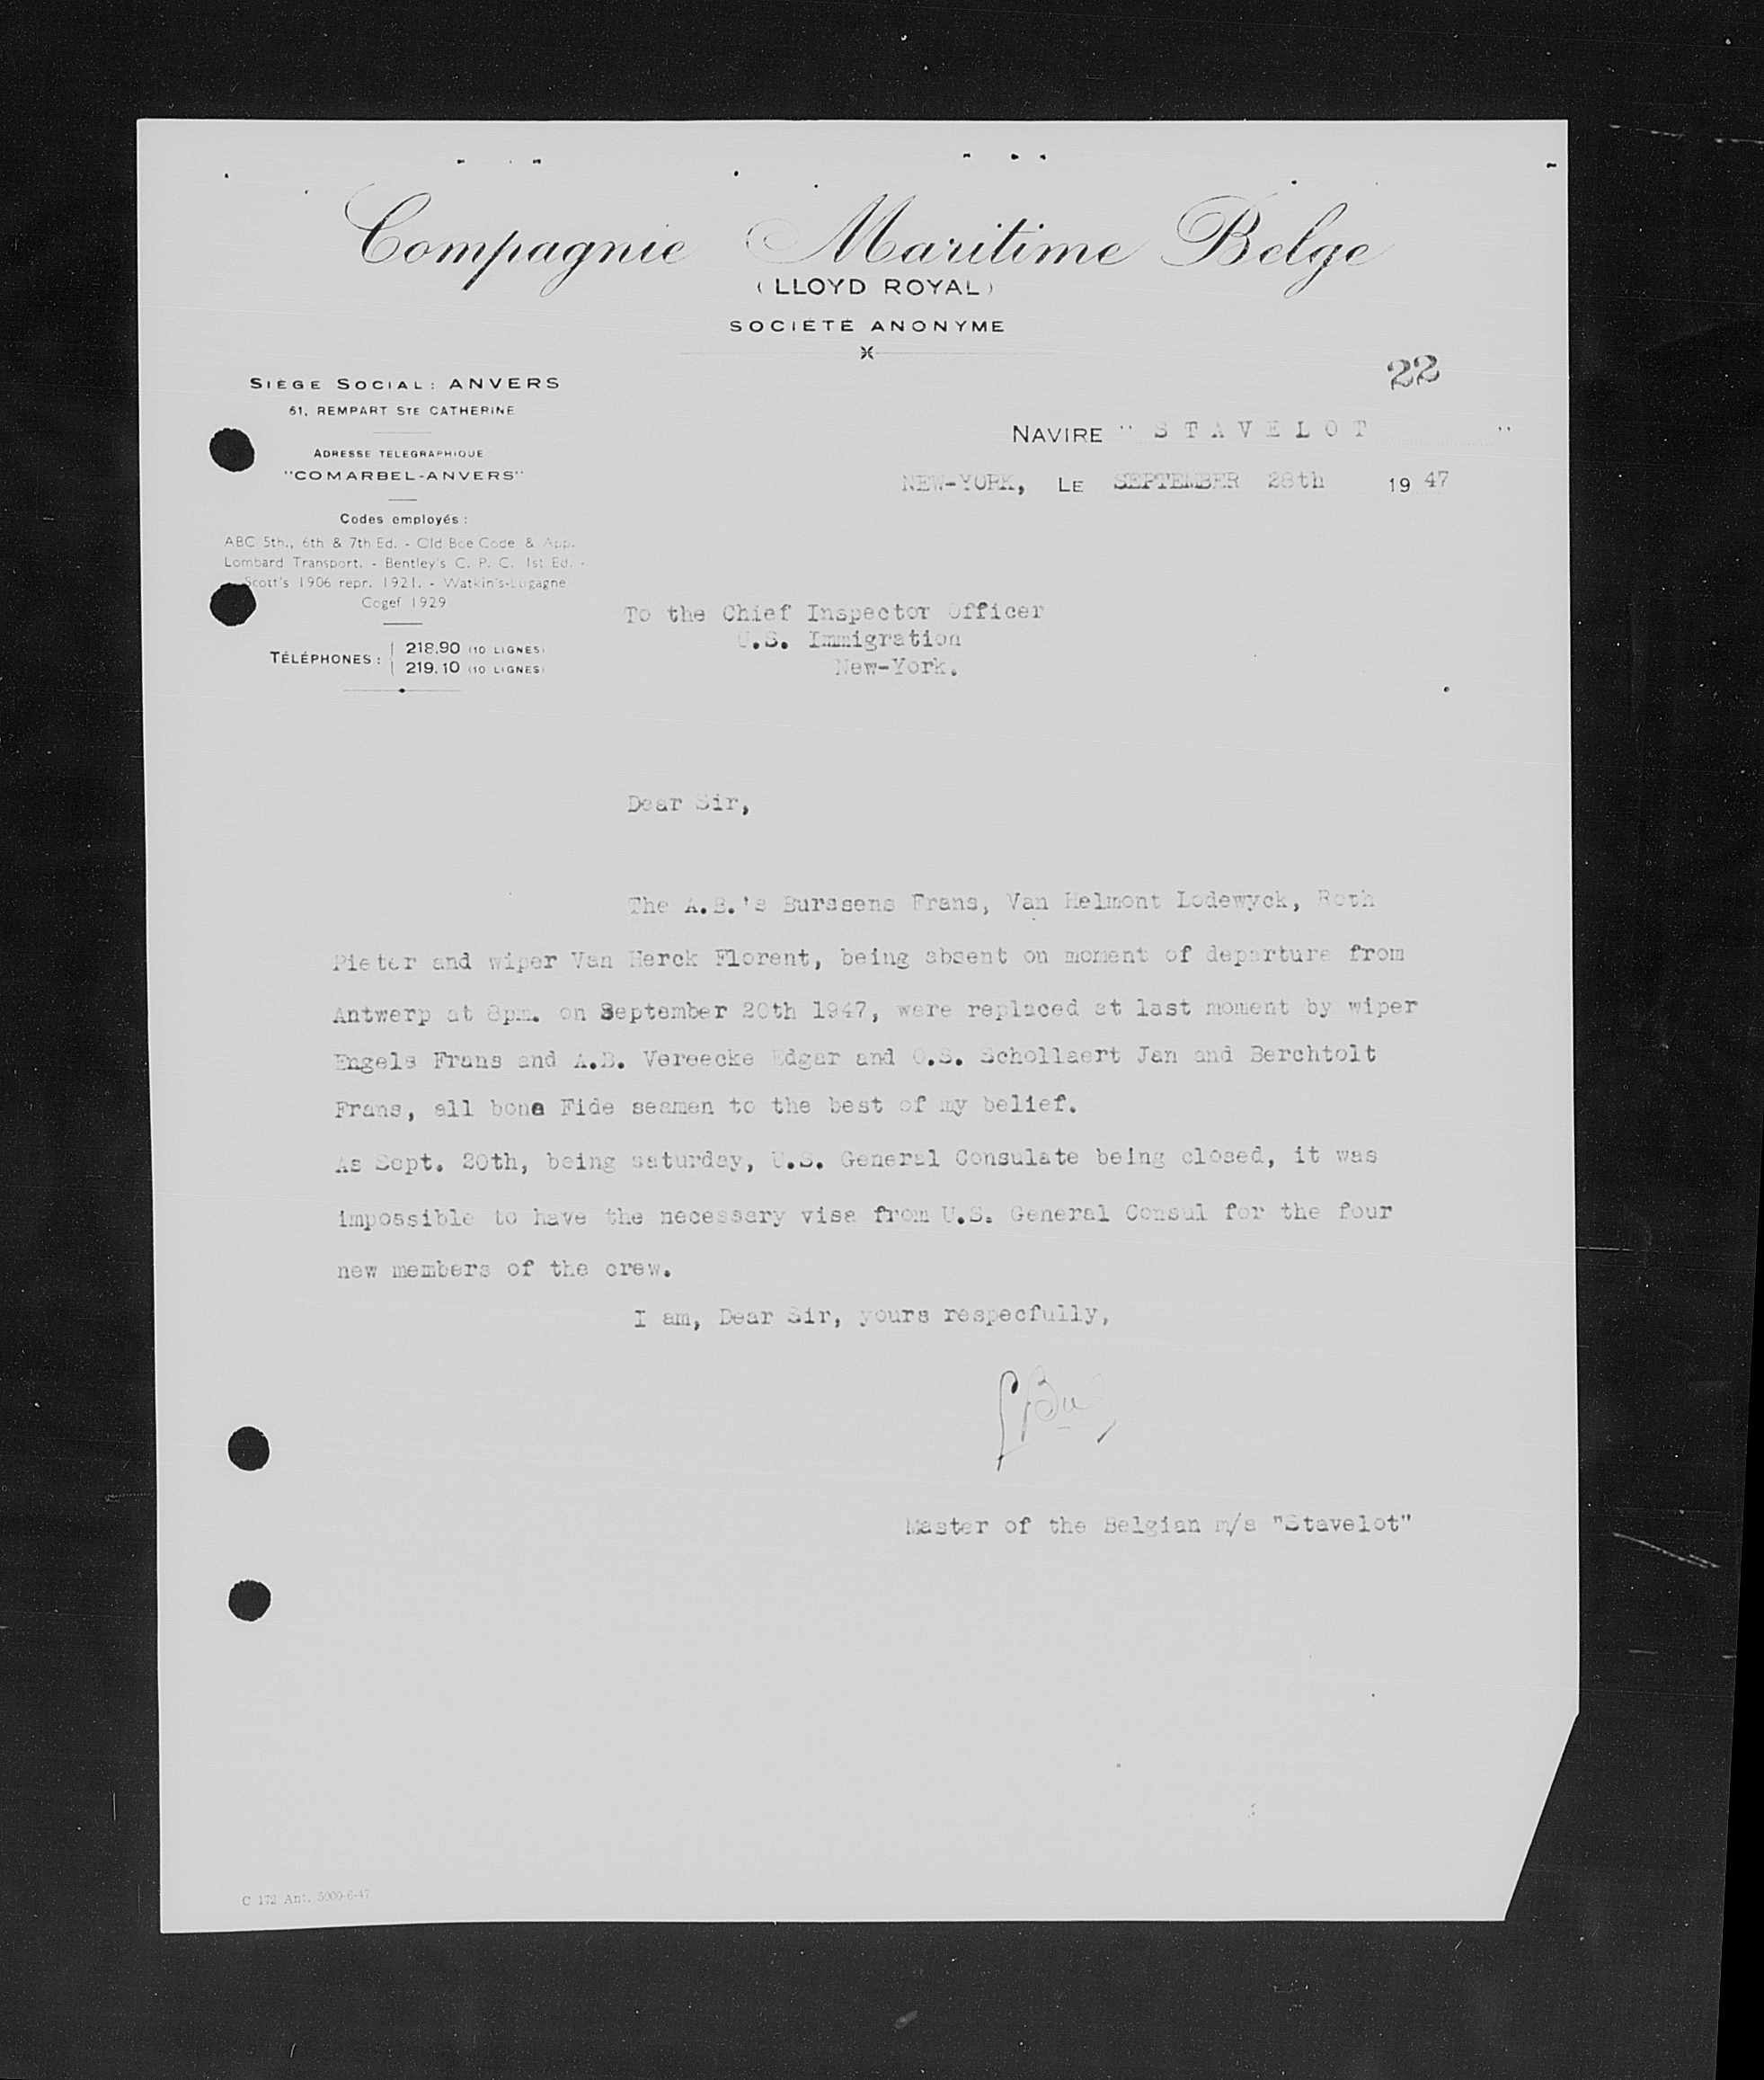 Compagnie Maritime Belge
( LLOYD ROYAL )
SOCIÉTÉ ANONYME
SIÈGE SOCIAL: ANVERS
61, REMPART STE CATHERINE
ADRESSE TÉLÉGRAPHIQUE
"COMARBEL-ANVERS"
Codes employés :
ABC 5th., 6th & 7th Ed. - Old Boe Code & App.
Lombard Transport. - Bentley's C. P. C. 1st Ed. -
Scott's 1906 repr. 1921. - Watkin's-Lugagne
Cogef 1929
TÉLÉPHONES : 218.90 (10 LIGNES)
219.10 (10 LIGNES)
22
NAVIRE " STAVELOT "
NEW-YORK, LE SEPTEMBER 28th 1947
To the Chief Inspector Officer
U.S. Immigration
New-York.
Dear Sir,
The A.B.'s Burssens Frans, Van Helmont Lodewyck, Roth
Pieter and wiper Van Herck Florent, being absent on moment of departure from
Antwerp at 8pm. on September 20th 1947, were replaced at last moment by wiper
Engels Frans and A.B. Vereecke Edgar and O.S. Schollaert Jan and Berchtolt
Frans, all bona Fide seamen to the best of my belief.
As Sept. 20th, being saturday, U.S. General Consulate being closed, it was
impossible to have the necessary visa from U.S. General Consul for the four
new members of the crew.
I am, Dear Sir, yours respecfully,
Master of the Belgian m/s "Stavelot"
C 172 Ant. 5000-6-47